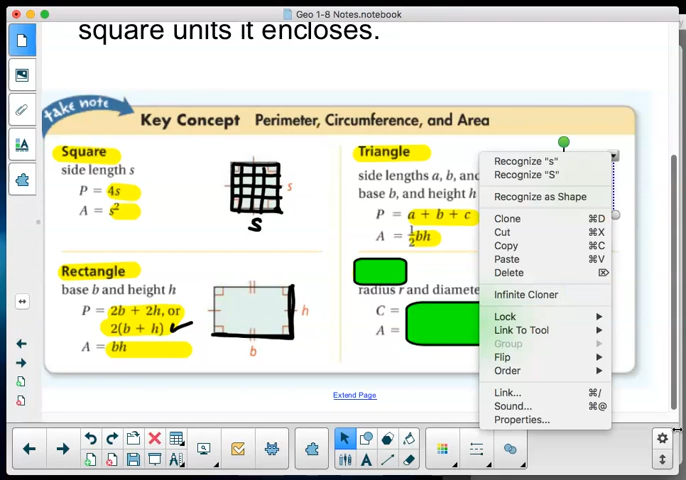 Geo 1-8 Notes.notebook
square units it encloses.
take note
Key Concept Perimeter, Circumference, and Area
Square
side length s
P = 4s
A = s²
s
S
Triangle
side lengths a, b, and
base b, and height h
P = a + b + c
A = ½bh
Rectangle
base b and height h
P = 2b + 2h, or
2(b + h)
A = bh
h
b
radius r and diamete
C =
A =
Recognize "s"
Recognize "S"
Recognize as Shape
Clone ⌘D
Cut ⌘X
Copy ⌘C
Paste ⌘V
Delete ⌦
Infinite Cloner
Lock
Link To Tool
Group
Flip
Order
Link... ⌘/
Sound... ⌘@
Properties...
Extend Page